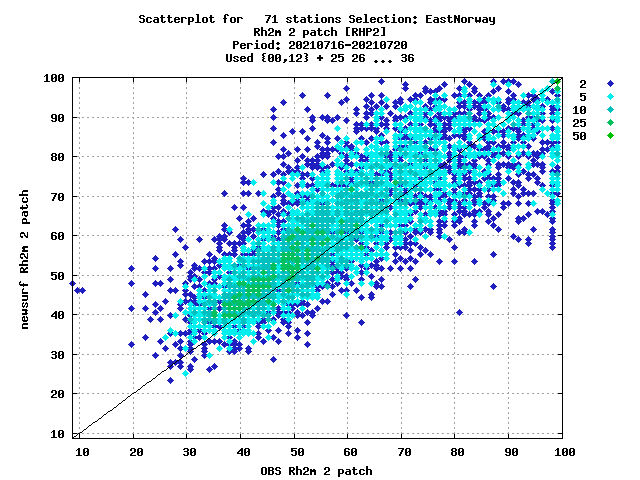 Scatterplot for   71 stations Selection: EastNorway
Rh2m 2 patch [RHP2]
Period: 20210716-20210720
Used {00,12} + 25 26 ... 36
2
5
10
25
50
100
90
80
70
60
50
40
30
20
10
newsurf Rh2m 2 patch
10 20 30 40 50 60 70 80 90 100
OBS Rh2m 2 patch